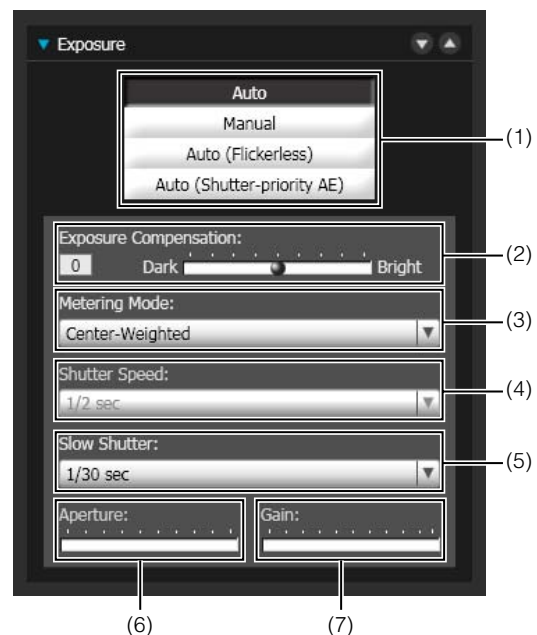 Exposure
Auto
Manual
Auto (Flickerless)
Auto (Shutter-priority AE)
(1)
Exposure Compensation:
0 Dark Bright
(2)
Metering Mode:
Center-Weighted
(3)
Shutter Speed:
1/2 sec
(4)
Slow Shutter:
1/30 sec
(5)
Aperture: Gain:
(6) (7)